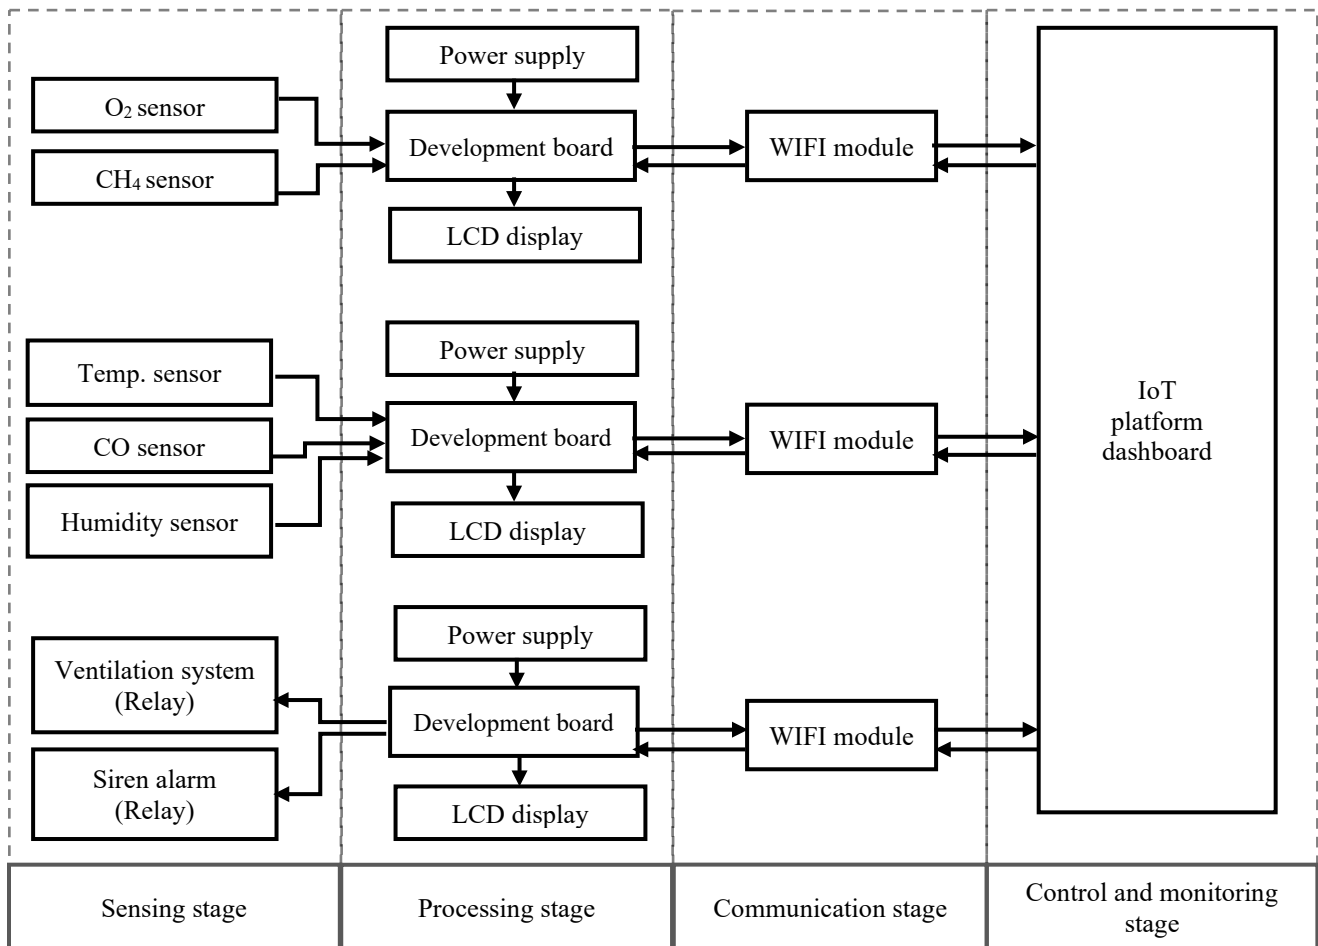 Power supply
O₂ sensor
Development board
WIFI module
CH₄ sensor
LCD display
Power supply
Temp. sensor
IoT
platform
dashboard
Development board
WIFI module
CO sensor
Humidity sensor
LCD display
Power supply
Ventilation system
(Relay)
Development board
WIFI module
Siren alarm
(Relay)
LCD display
Sensing stage
Processing stage
Communication stage
Control and monitoring
stage